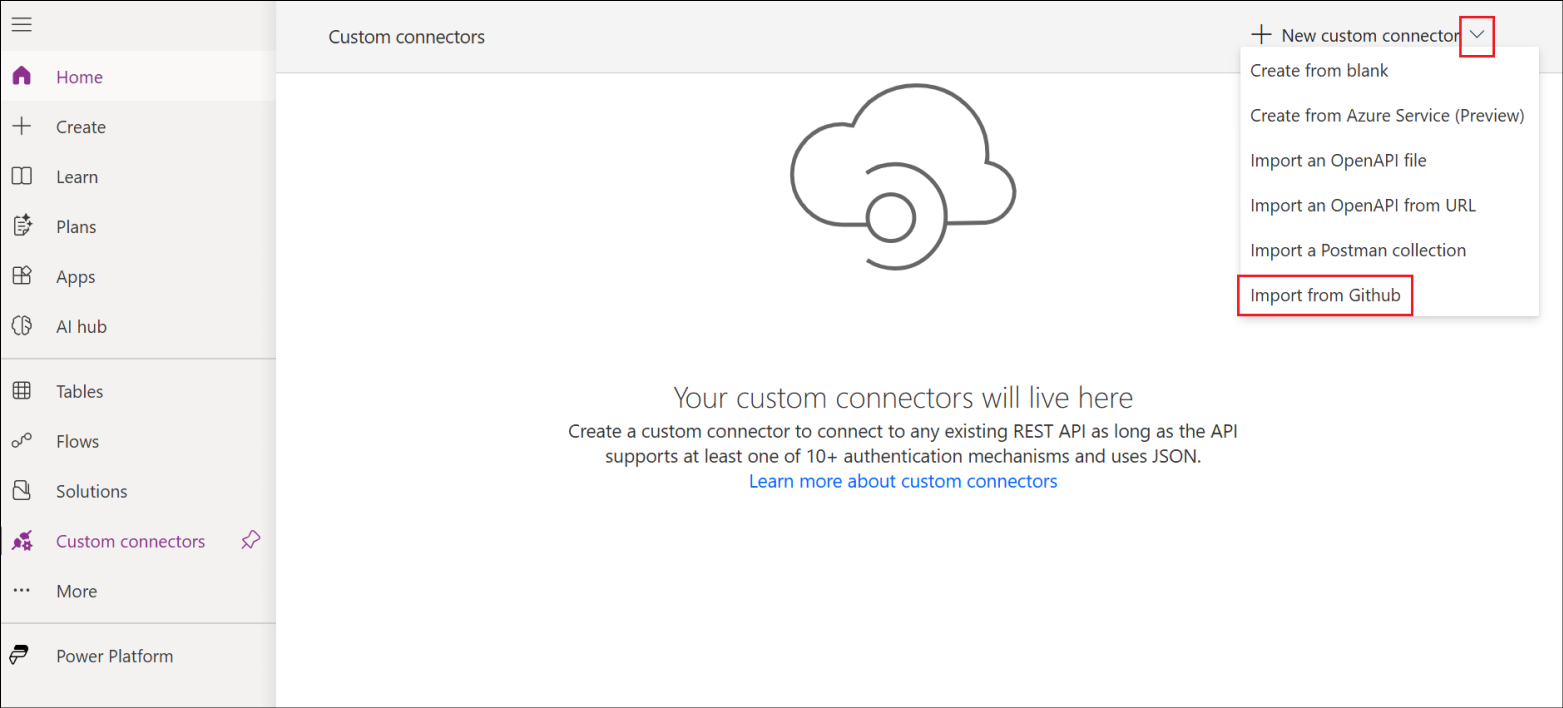 Custom connectors
New custom connector
Home
Create
Learn
Plans
Apps
AI hub
Tables
Flows
Solutions
Custom connectors
More
Power Platform
Create from blank
Create from Azure Service (Preview)
Import an OpenAPI file
Import an OpenAPI from URL
Import a Postman collection
Import from Github
Your custom connectors will live here
Create a custom connector to connect to any existing REST API as long as the API
supports at least one of 10+ authentication mechanisms and uses JSON.
Learn more about custom connectors